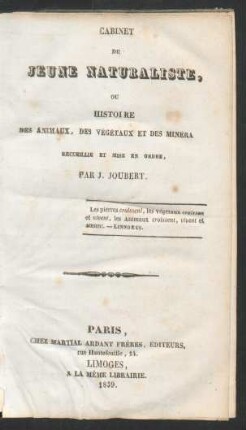 CABINET
DE
JEUNE NATURALISTE,
OU
HISTOIRE
DES ANIMAUX, DES VÉGÉTAUX ET DES MINÉRA
RECUEILLIE ET MISE EN ORDRE,
PAR J. JOUBERT.
Les pierres croissent, les végétaux croissent
et vivent, les animaux croissent, vivent et
sentent. — LINNÆUS.
PARIS,
CHEZ MARTIAL ARDANT FRÈRES, ÉDITEURS,
rue Hautefeuille, 14.
LIMOGES,
A LA MÊME LIBRAIRIE.
1839.